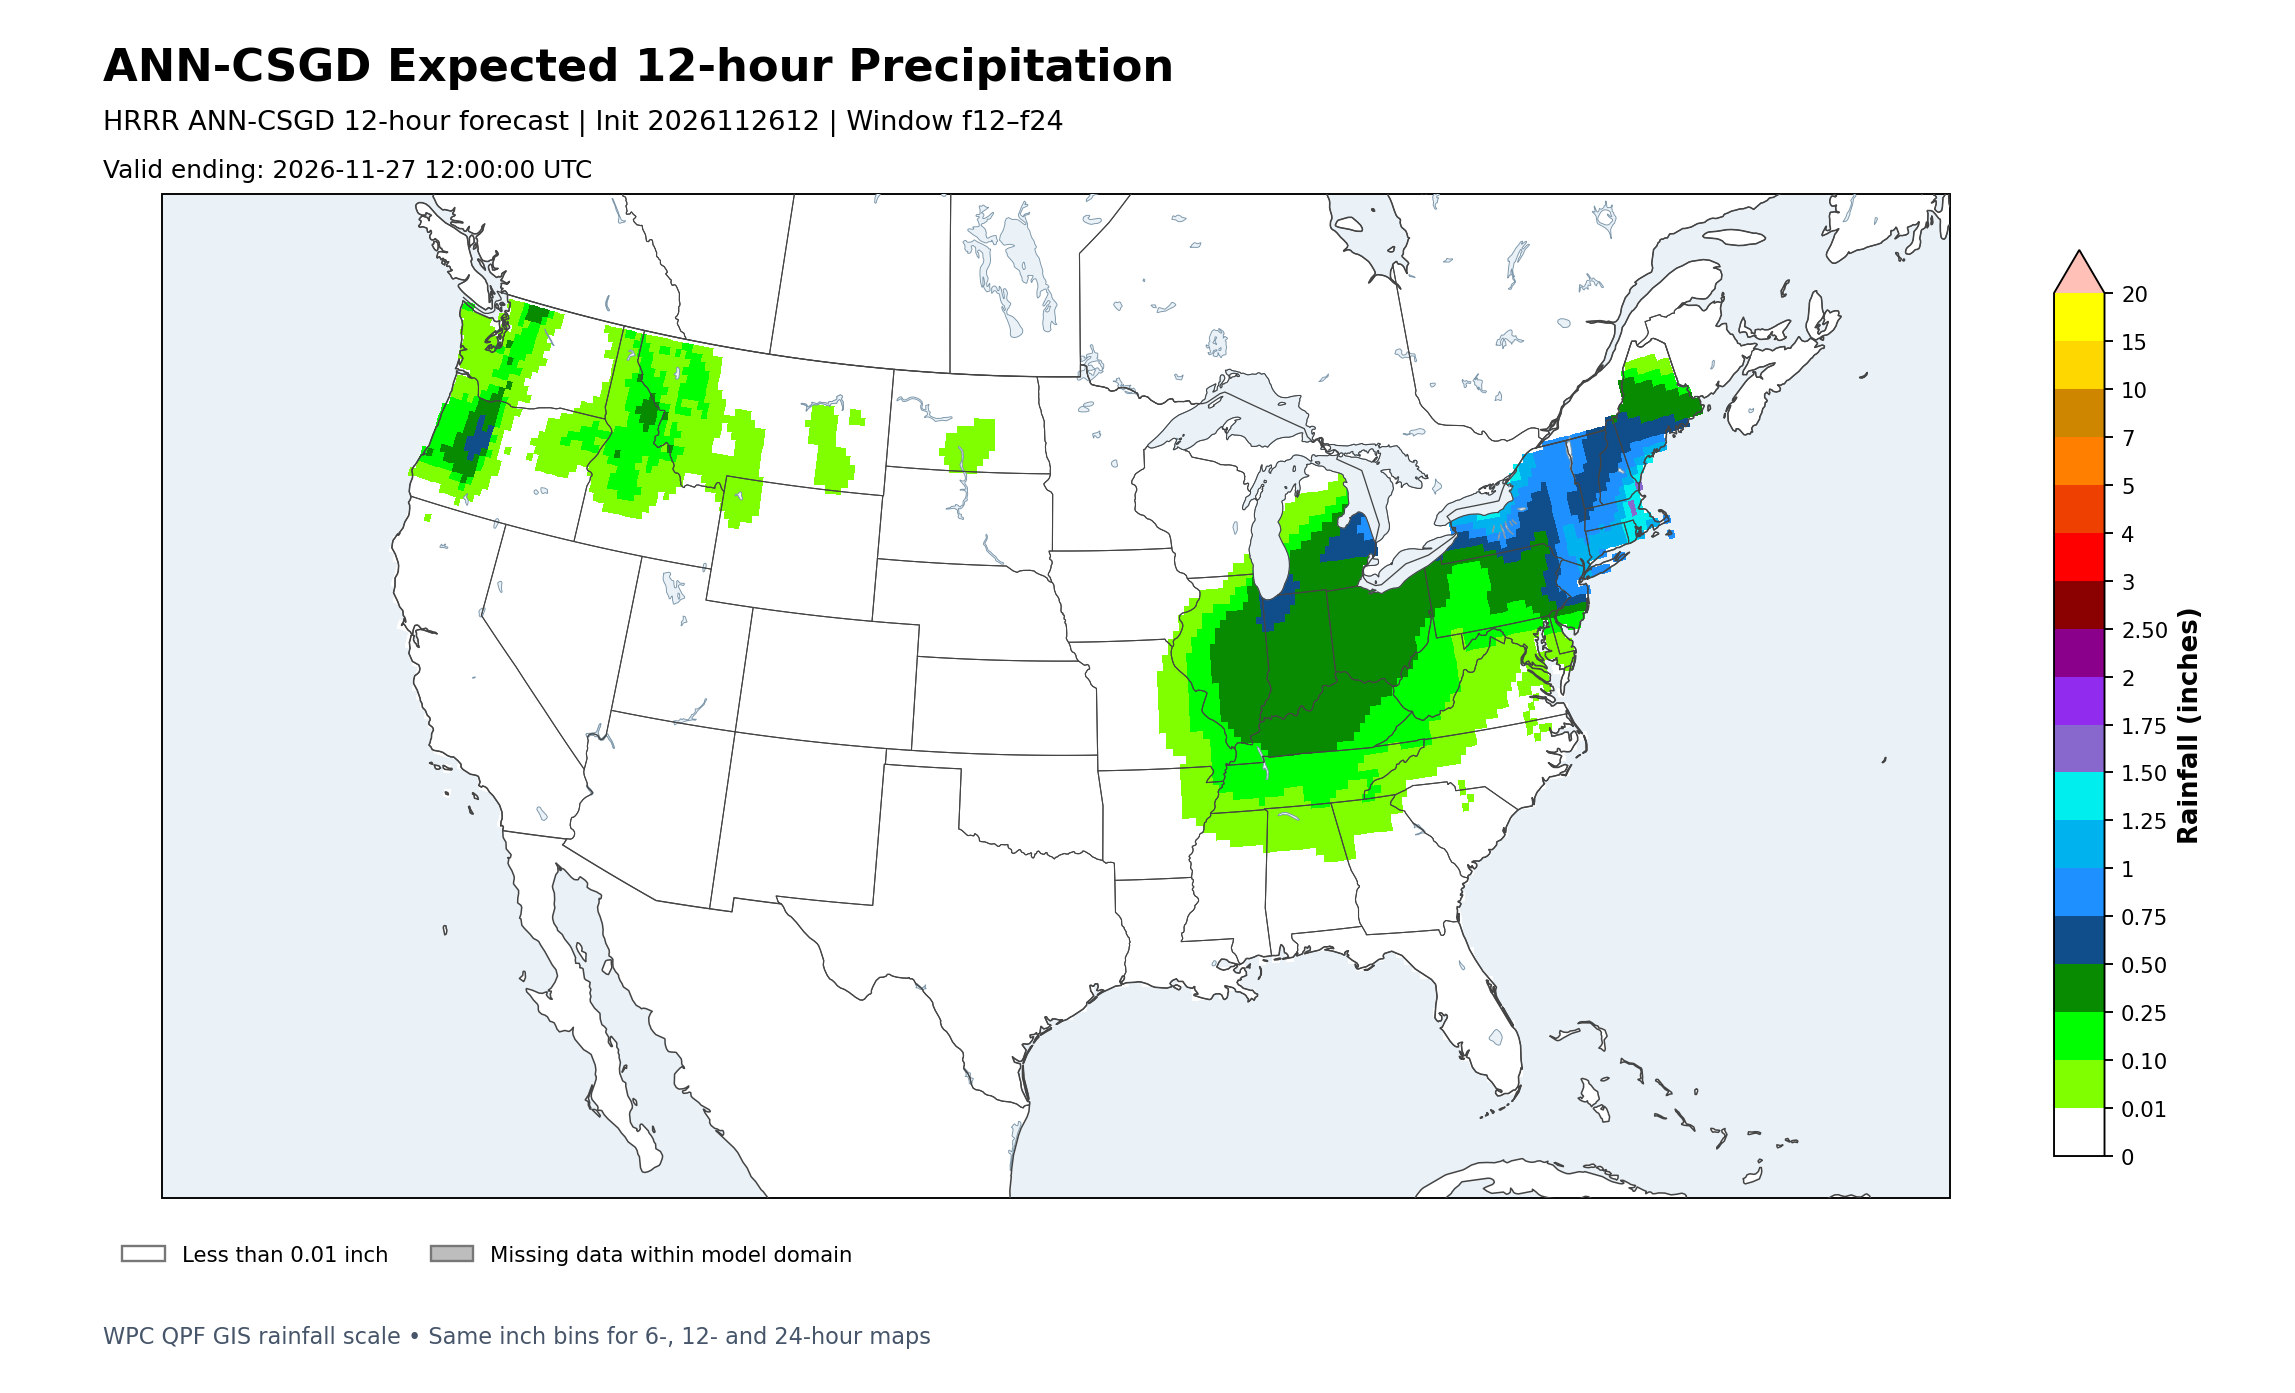 ANN-CSGD Expected 12-hour Precipitation
HRRR ANN-CSGD 12-hour forecast | Init 2026112612 | Window f12–f24
Valid ending: 2026-11-27 12:00:00 UTC
20
15
10
7
5
4
3
2.50
2
1.75
1.50
1.25
1
0.75
0.50
0.25
0.10
0.01
0
Rainfall (inches)
Less than 0.01 inch
Missing data within model domain
WPC QPF GIS rainfall scale • Same inch bins for 6-, 12- and 24-hour maps